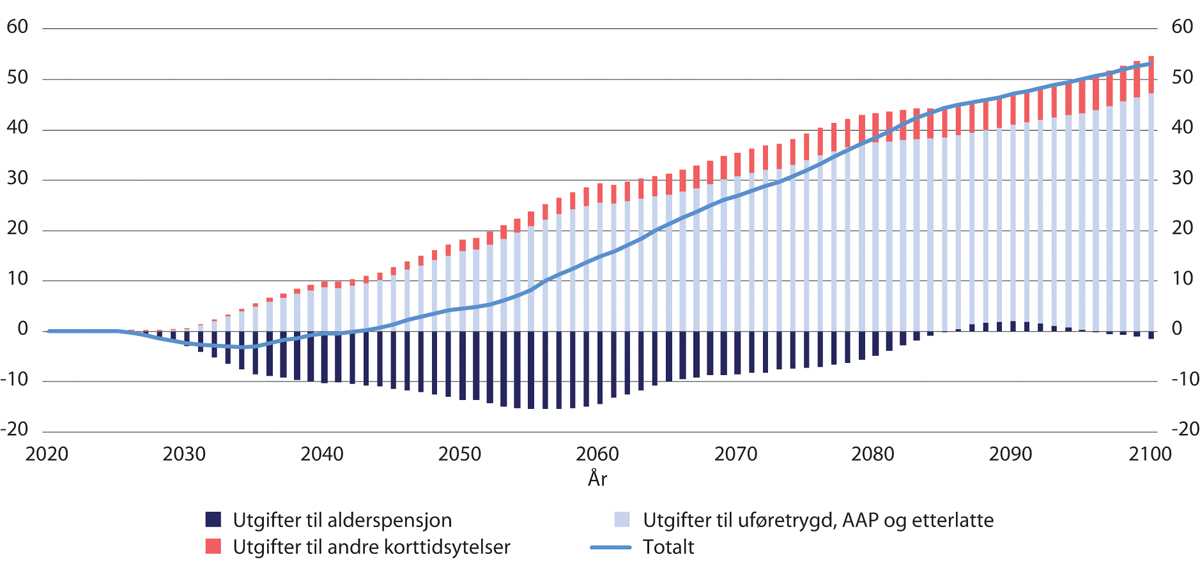 60 60
50 50
40 40
30 30
20 20
10 10
0 0
-10 -10
-20 -20
2020 2030 2040 2050 2060 2070 2080 2090 2100
År
Utgifter til alderspensjon Utgifter til uføretrygd, AAP og etterlatte
Utgifter til andre korttidsytelser Totalt